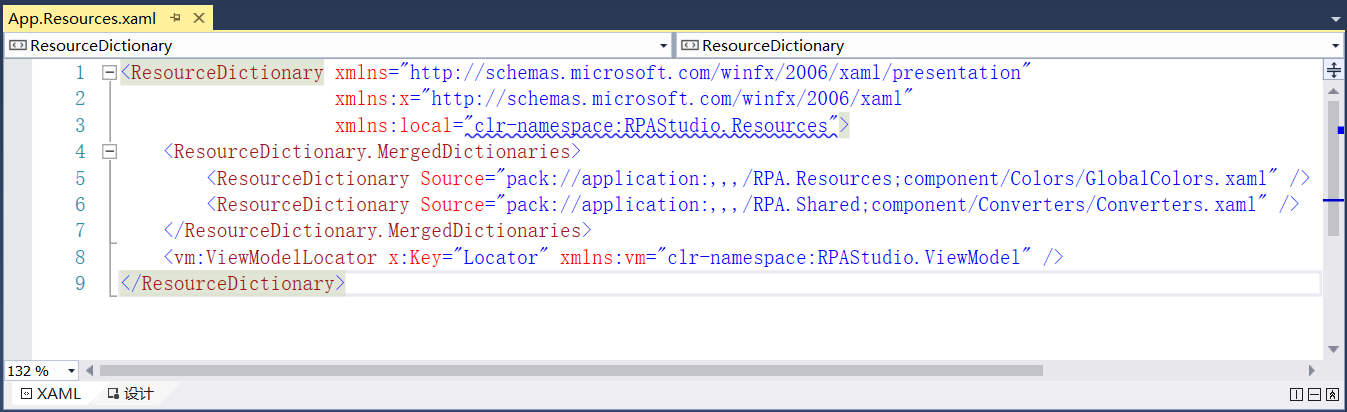 App.Resources.xaml
ResourceDictionary
ResourceDictionary
1 <ResourceDictionary xmlns="http://schemas.microsoft.com/winfx/2006/xaml/presentation"
2 xmlns:x="http://schemas.microsoft.com/winfx/2006/xaml"
3 xmlns:local="clr-namespace:RPAStudio.Resources">
4 <ResourceDictionary.MergedDictionaries>
5 <ResourceDictionary Source="pack://application:,,,/RPA.Resources;component/Colors/GlobalColors.xaml" />
6 <ResourceDictionary Source="pack://application:,,,/RPA.Shared;component/Converters/Converters.xaml" />
7 </ResourceDictionary.MergedDictionaries>
8 <vm:ViewModelLocator x:Key="Locator" xmlns:vm="clr-namespace:RPAStudio.ViewModel" />
9 </ResourceDictionary>
132 %
XAML
设计